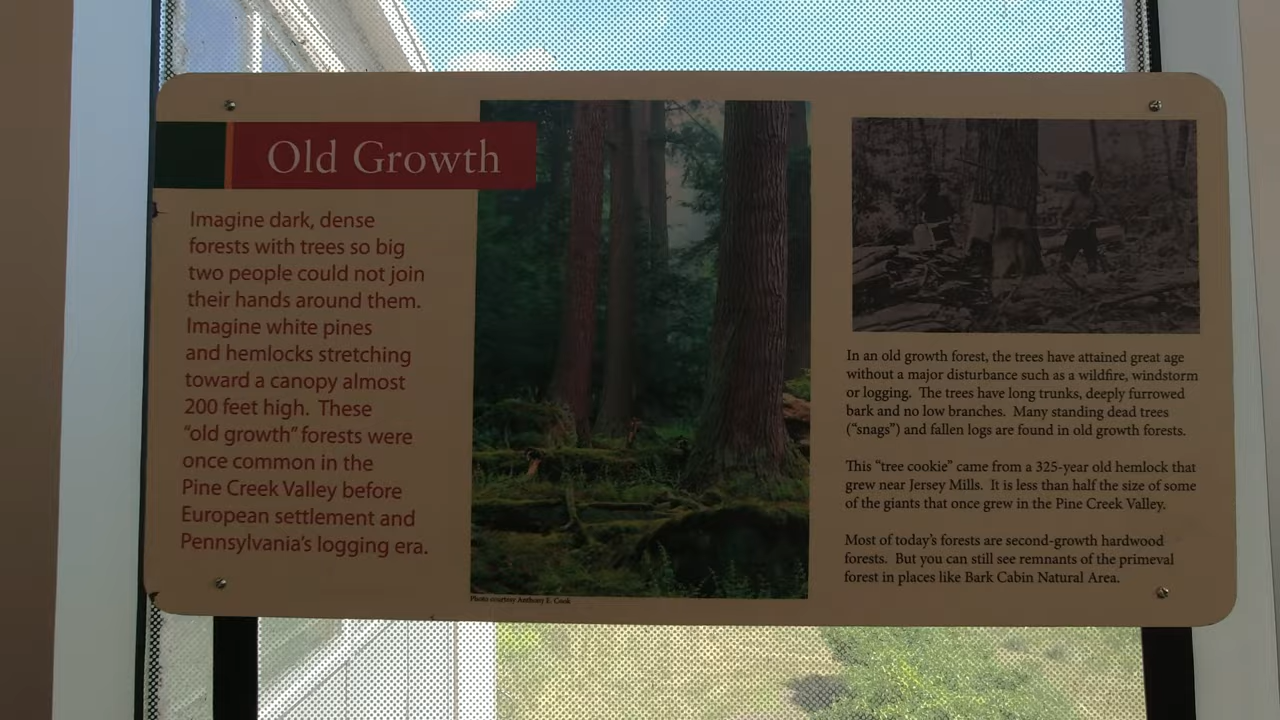 Old Growth
Imagine dark, dense
forests with trees so big
two people could not join
their hands around them.
Imagine white pines
and hemlocks stretching
toward a canopy almost
200 feet high. These
“old growth” forests were
once common in the
Pine Creek Valley before
European settlement and
Pennsylvania's logging era.
Photo courtesy Anthony E. Cook
In an old growth forest, the trees have attained great age
without a major disturbance such as a wildfire, windstorm
or logging. The trees have long trunks, deeply furrowed
bark and no low branches. Many standing dead trees
(“snags”) and fallen logs are found in old growth forests.
This “tree cookie” came from a 325-year old hemlock that
grew near Jersey Mills. It is less than half the size of some
of the giants that once grew in the Pine Creek Valley.
Most of today's forests are second-growth hardwood
forests. But you can still see remnants of the primeval
forest in places like Bark Cabin Natural Area.